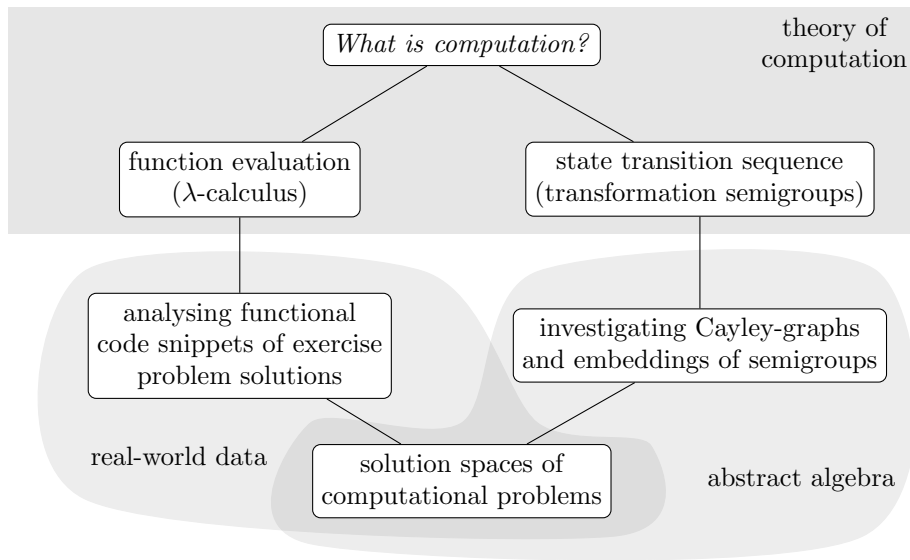 What is computation?
theory of
computation
function evaluation
(λ-calculus)
state transition sequence
(transformation semigroups)
analysing functional
code snippets of exercise
problem solutions
investigating Cayley-graphs
and embeddings of semigroups
real-world data
solution spaces of
computational problems
abstract algebra